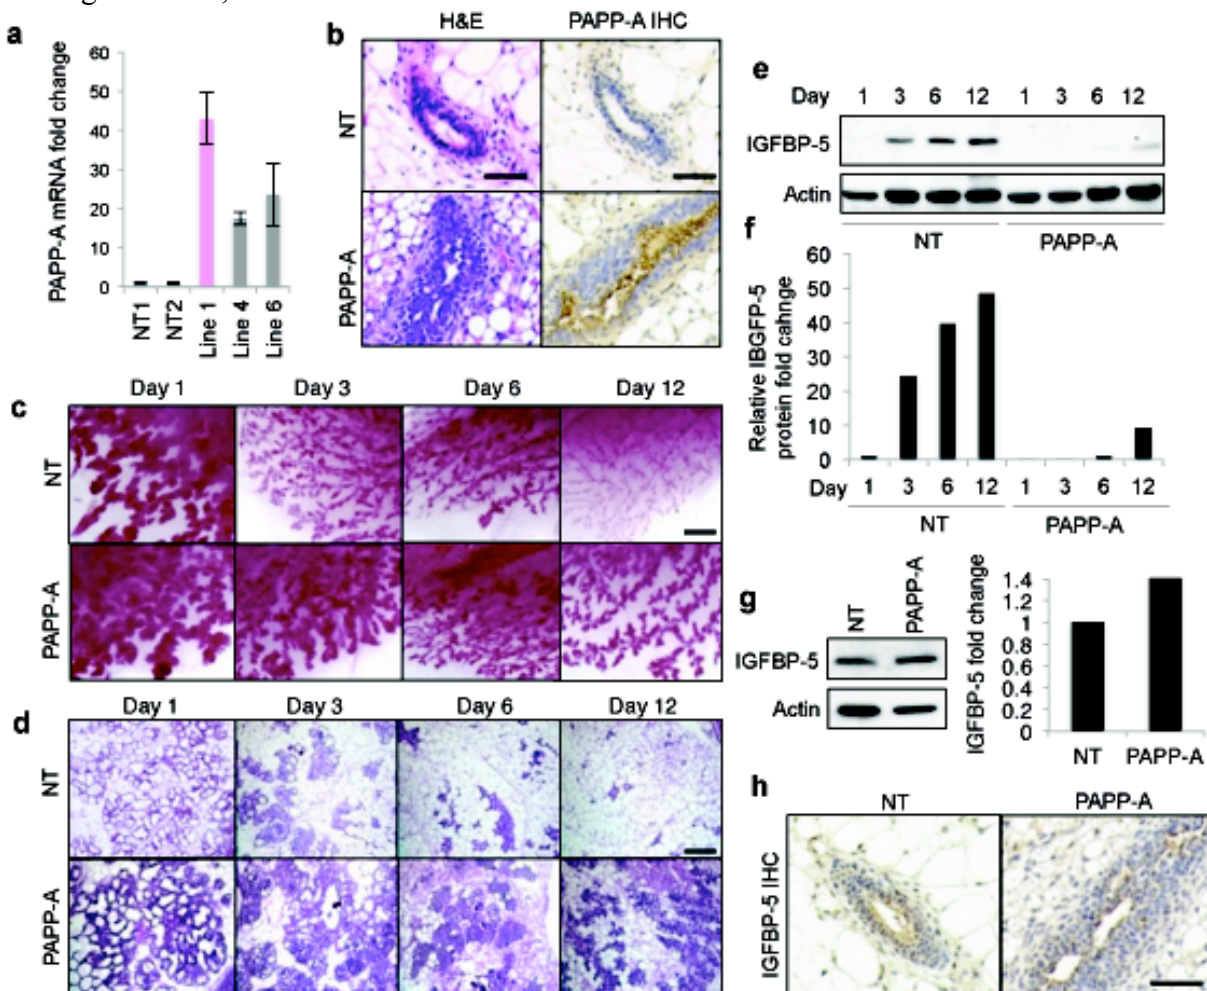 a
PAPP-A mRNA fold change
60
50
40
30
20
10
0
NT1
NT2
Line 1
Line 4
Line 6
b
H&E
PAPP-A IHC
NT
PAPP-A
c
Day 1
Day 3
Day 6
Day 12
NT
PAPP-A
d
Day 1
Day 3
Day 6
Day 12
NT
PAPP-A
e
Day 1 3 6 12 1 3 6 12
IGFBP-5
Actin
NT
PAPP-A
f
Relative IBGFP-5
protein fold cahnge
60
50
40
30
20
10
0
Day 1 3 6 12 1 3 6 12
NT
PAPP-A
g
NT
PAPP-A
IGFBP-5
Actin
IGFBP-5 fold change
1.4
1.2
1
0.8
0.6
0.4
0.2
0
NT
PAPP-A
h
NT
PAPP-A
IGFBP-5 IHC